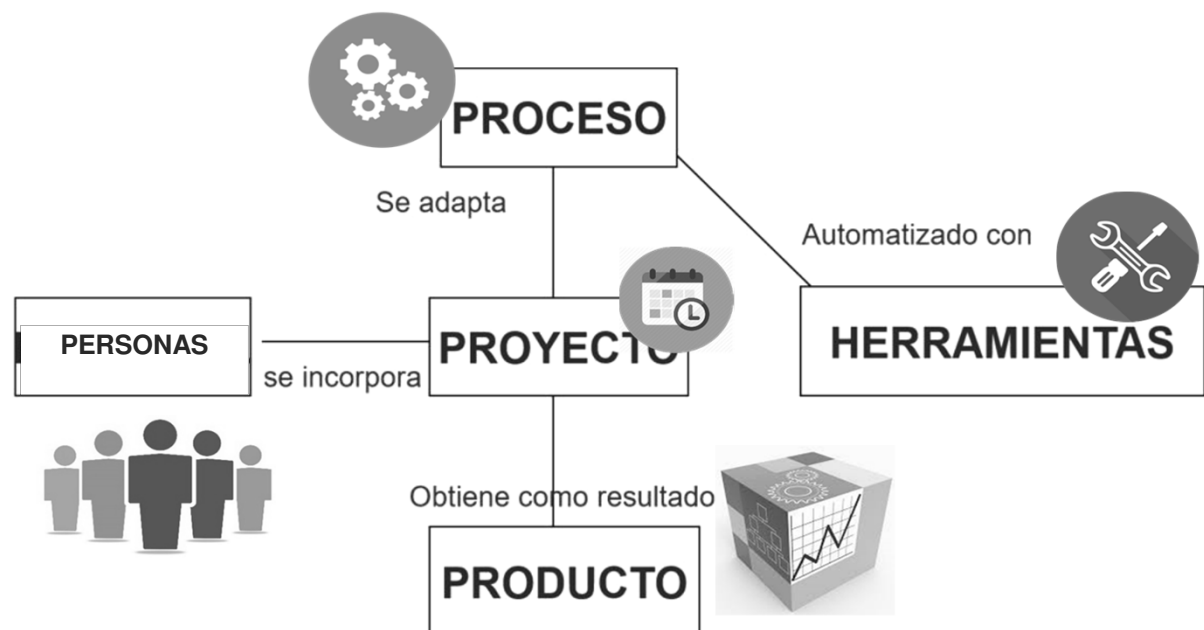 PROCESO
Se adapta
Automatizado con
PERSONAS
PROYECTO
HERRAMIENTAS
se incorpora
Obtiene como resultado
PRODUCTO